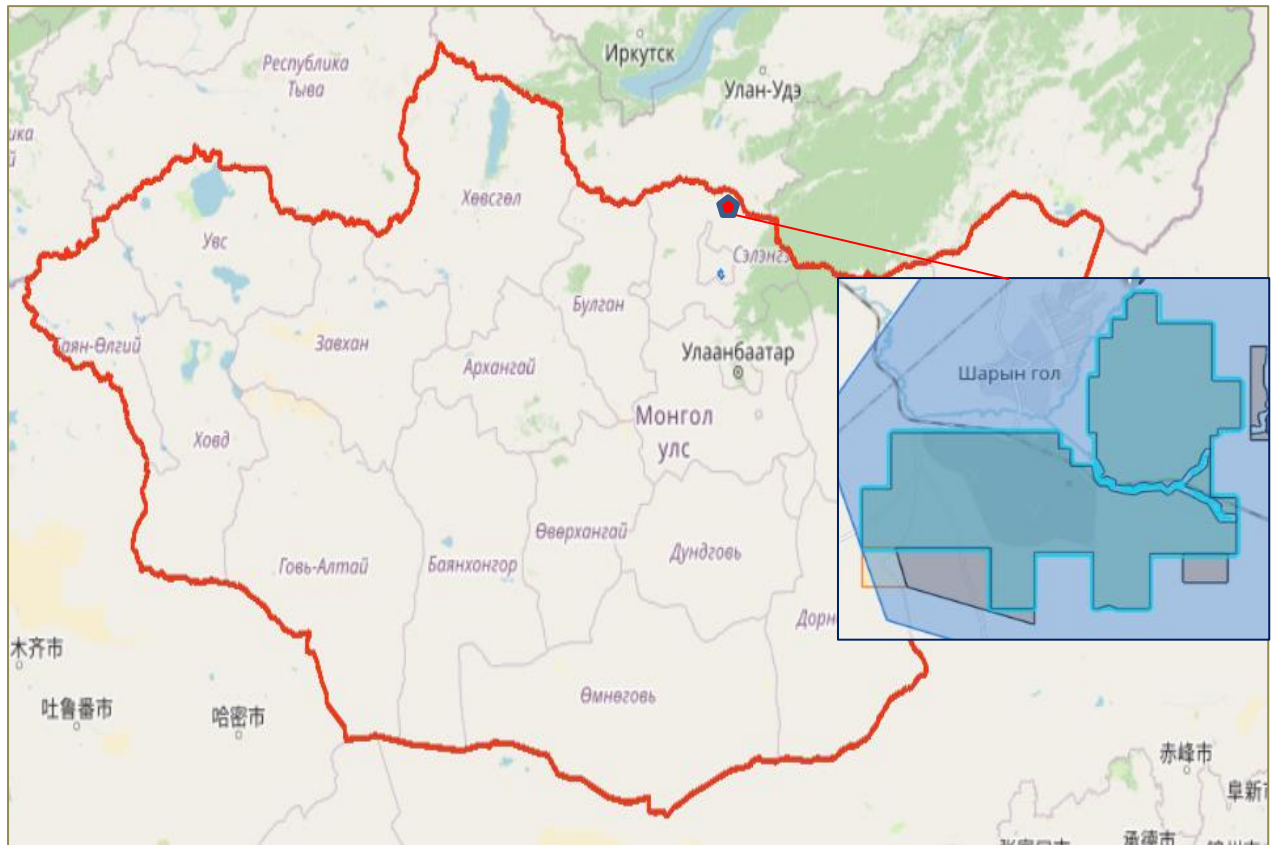 Иркутск
Республика
Тыва
Улан-Удэ
Хөвсгөл
Увс
Сэлэнгэ
Булган
Баян-Өлгий
Завхан
Архангай
Улаанбаатар
Шарын гол
Ховд
Монгол
улс
Өвөрхангай
Дундговь
Говь-Алтай
Баянхонгор
Дорн
Өмнөговь
木齐市
吐鲁番市
哈密市
赤峰市
阜新
承德市